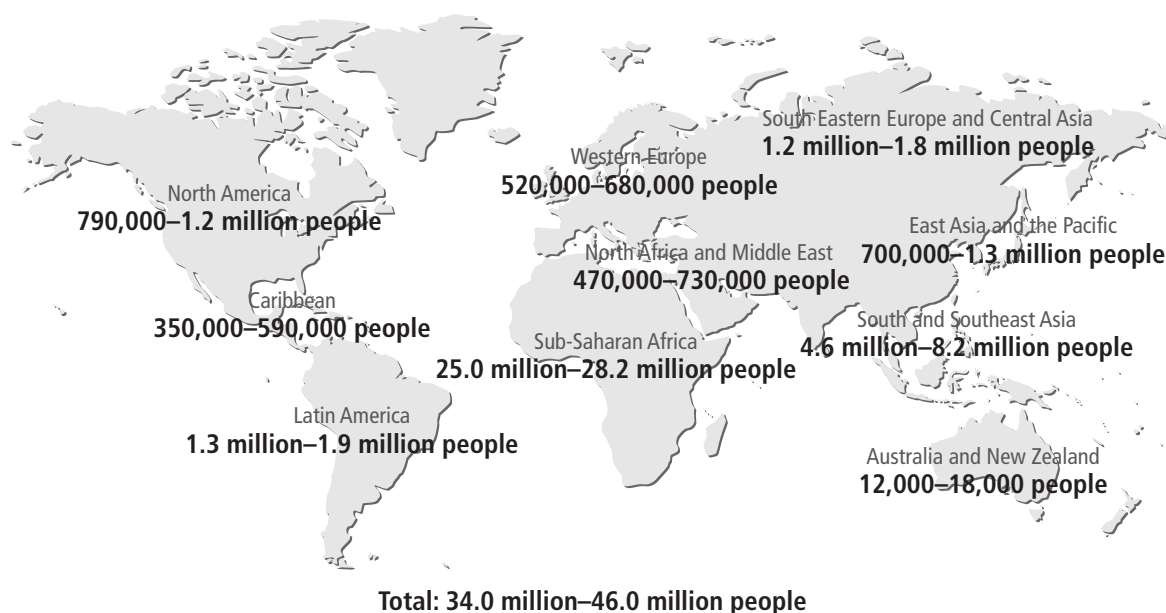 South Eastern Europe and Central Asia
1.2 million–1.8 million people
Western Europe
520,000–680,000 people
North America
790,000–1.2 million people
East Asia and the Pacific
700,000–1.3 million people
North Africa and Middle East
470,000–730,000 people
Caribbean
350,000–590,000 people
South and Southeast Asia
4.6 million–8.2 million people
Sub-Saharan Africa
25.0 million–28.2 million people
Latin America
1.3 million–1.9 million people
Australia and New Zealand
12,000–18,000 people
Total: 34.0 million–46.0 million people